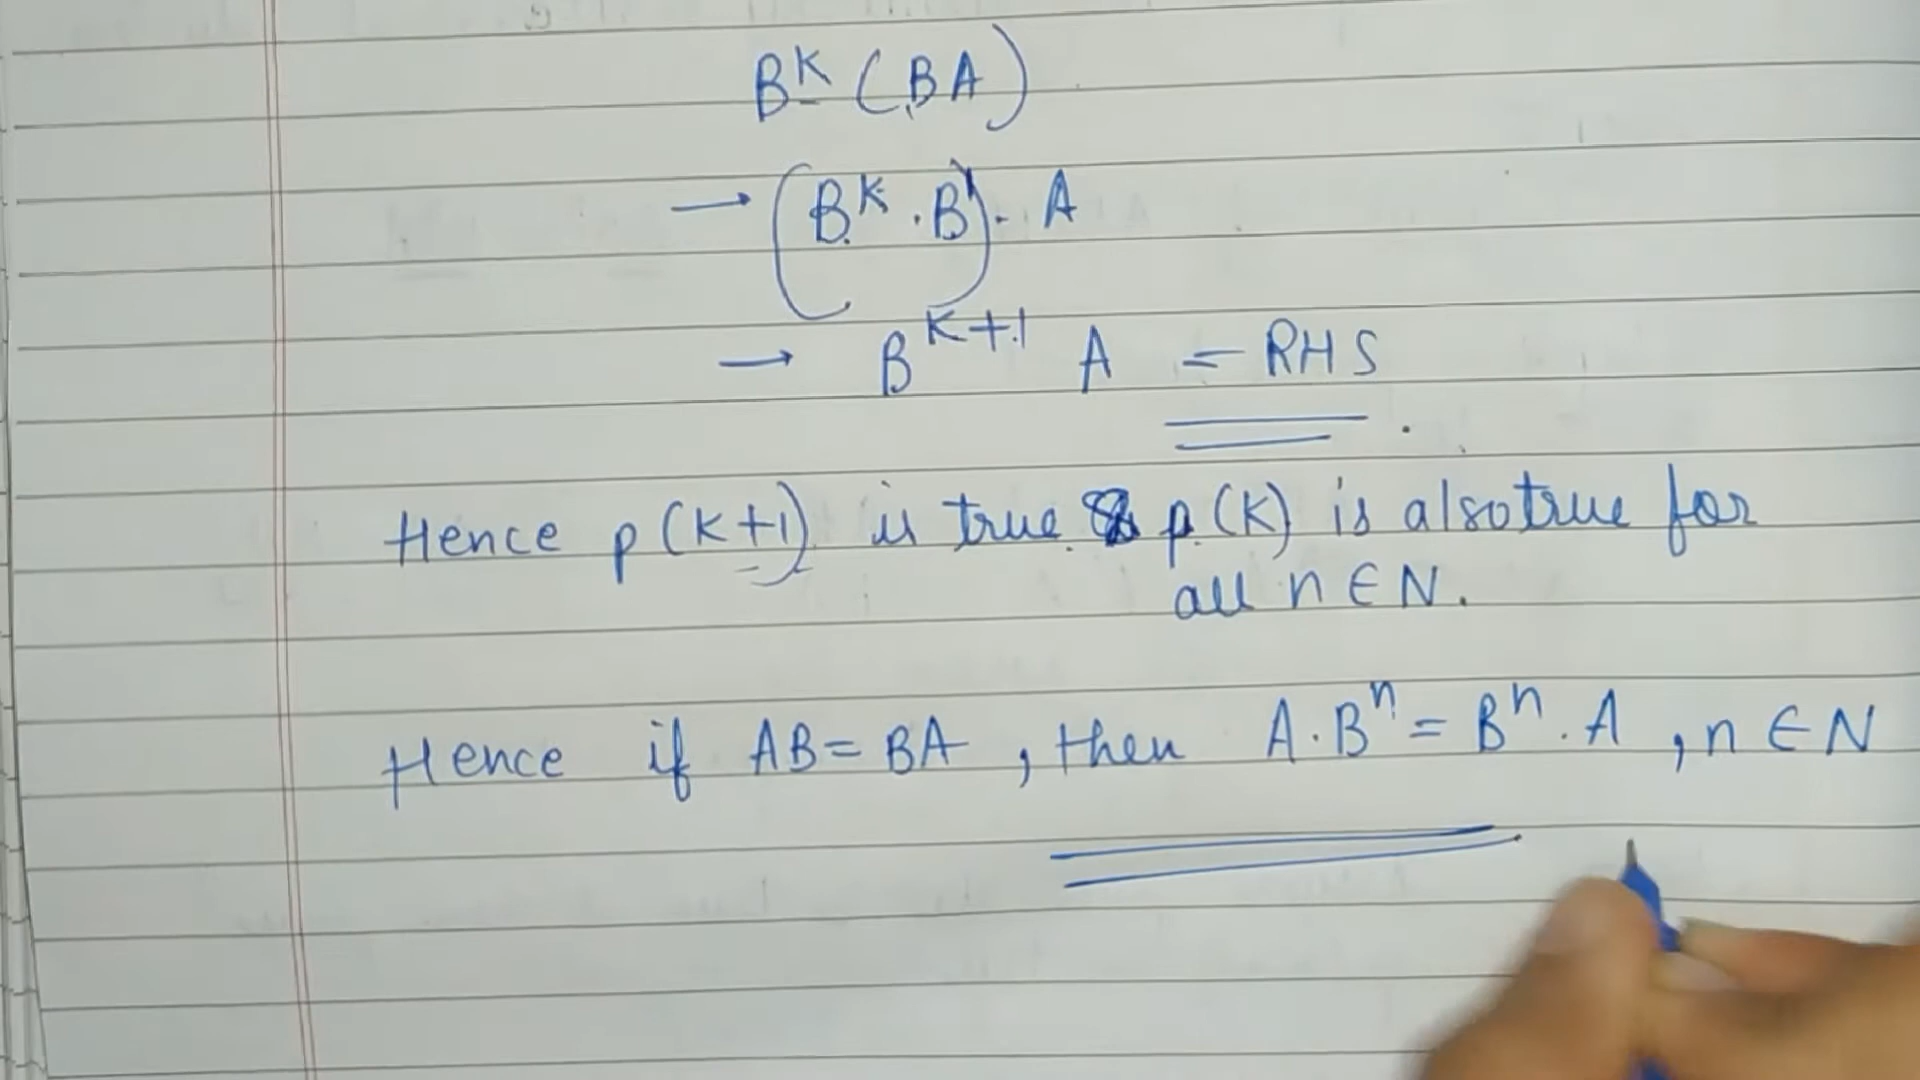 B^K (BA)
→ (B^K . B^1) . A
→ B^K+1 A = RHS
Hence p(K+1) is true & p(K) is also true for
all n ∈ N.
Hence if AB = BA , then A . B^n = B^n . A , n ∈ N